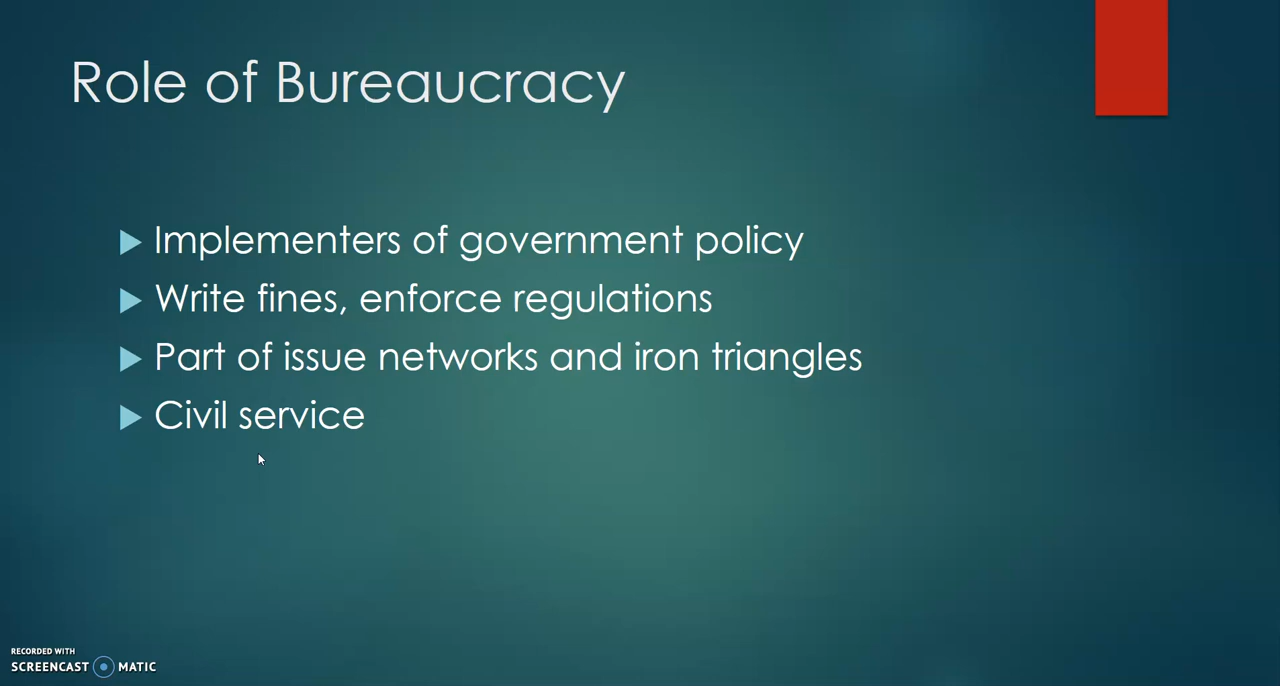 Role of Bureaucracy
Implementers of government policy
Write fines, enforce regulations
Part of issue networks and iron triangles
Civil service
RECORDED WITH
SCREENCAST MATIC